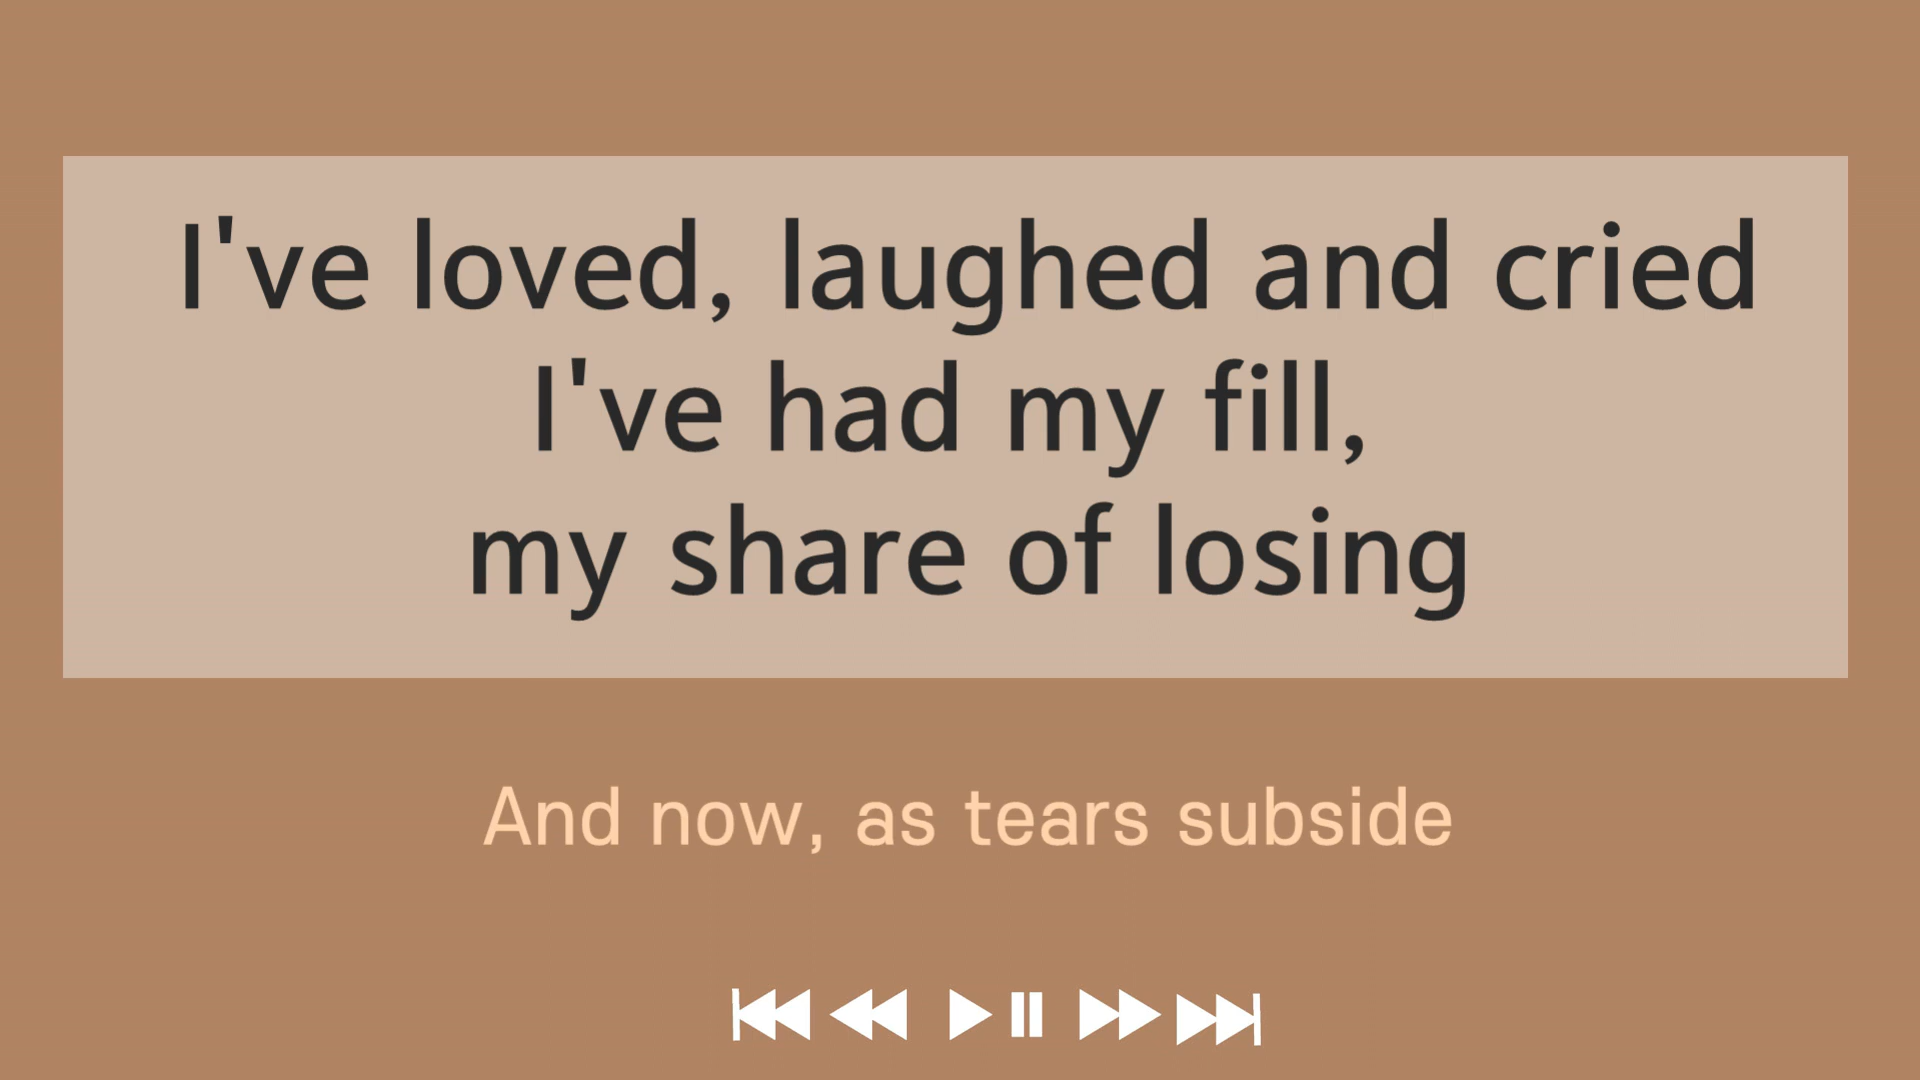 I've loved, laughed and cried
I've had my fill,
my share of losing
And now, as tears subside